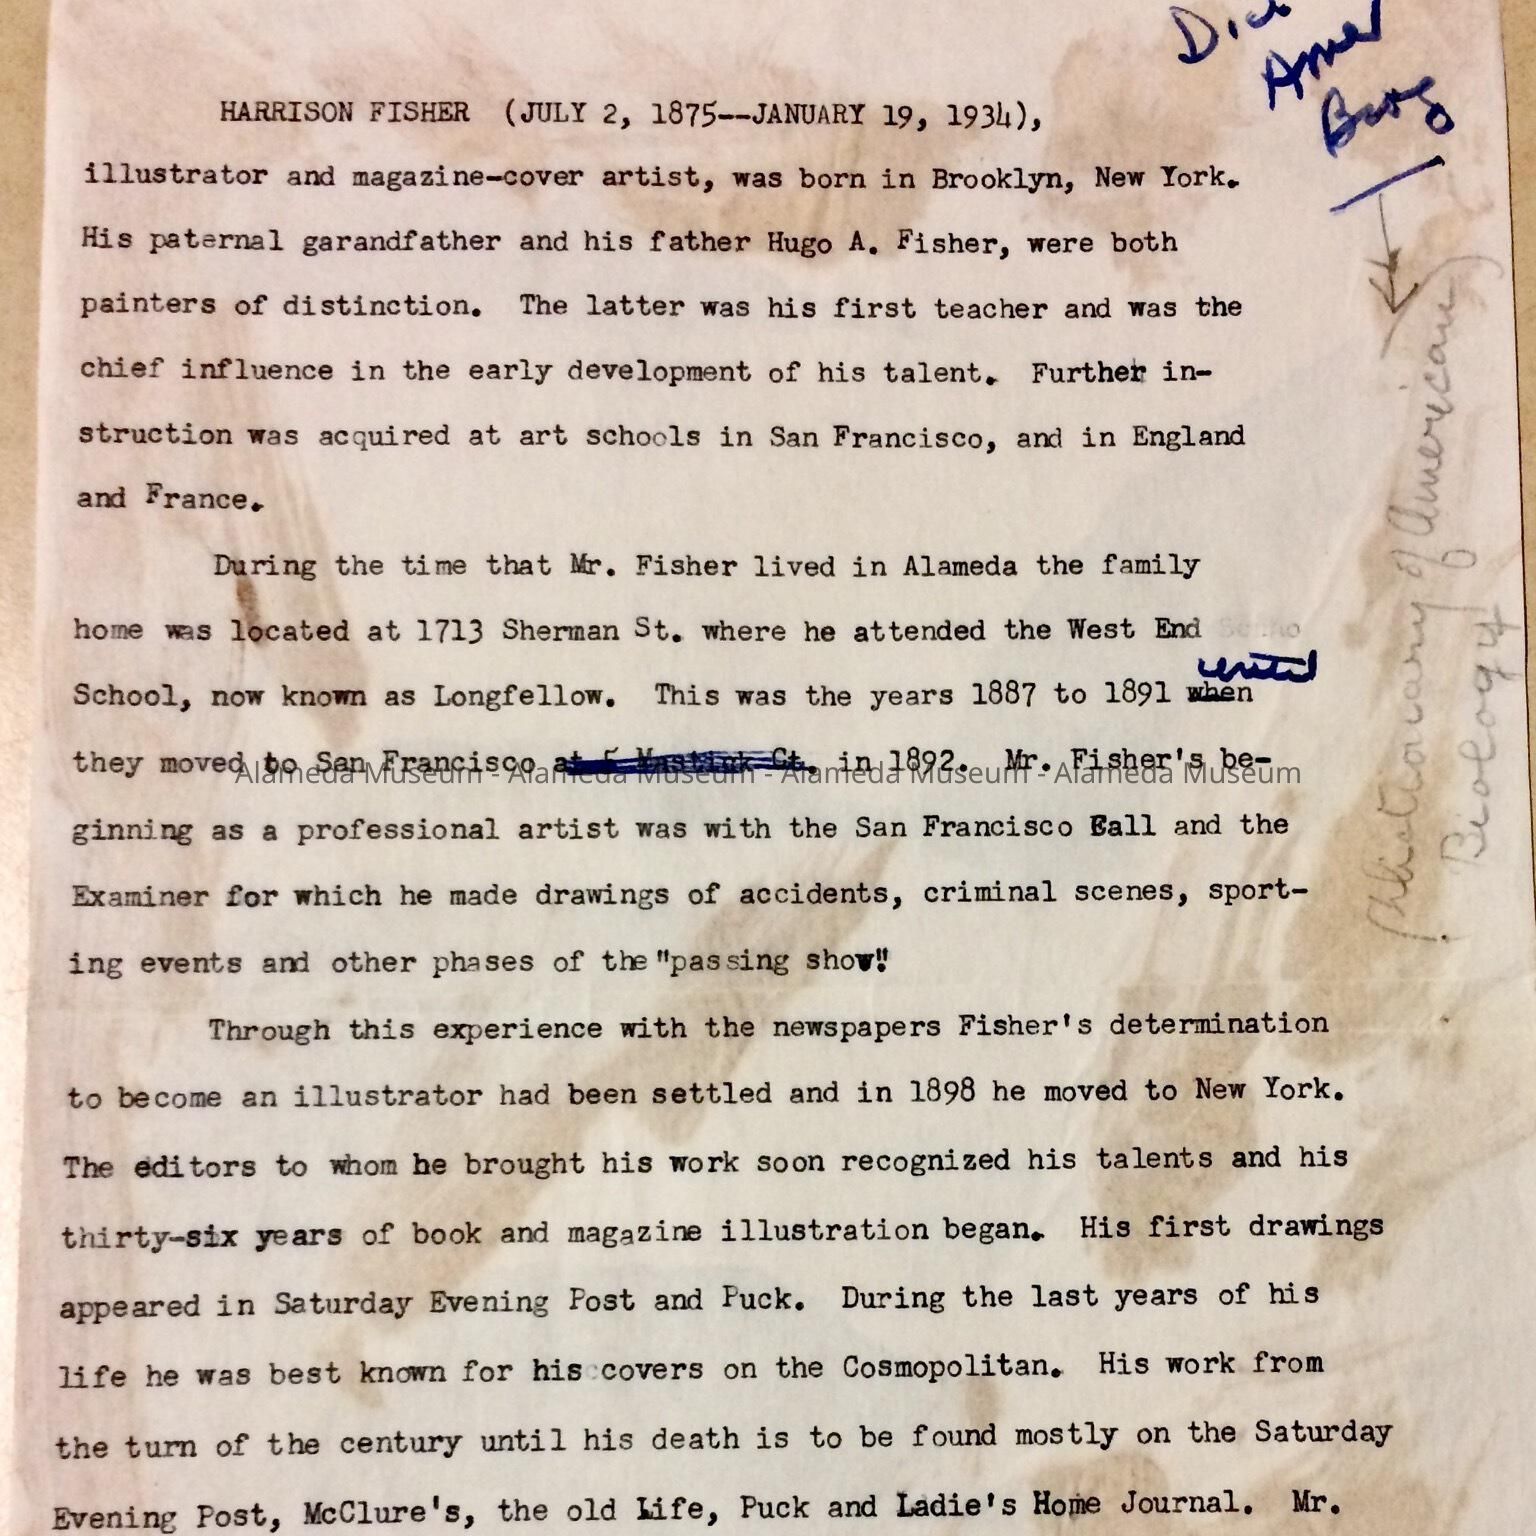 Dic
Amer
Biog
HARRISON FISHER (JULY 2, 1875--JANUARY 19, 1934),
illustrator and magazine-cover artist, was born in Brooklyn, New York.
His paternal garandfather and his father Hugo A. Fisher, were both
painters of distinction. The latter was his first teacher and was the
chief influence in the early development of his talent. Further in-
struction was acquired at art schools in San Francisco, and in England
and France.
During the time that Mr. Fisher lived in Alameda the family
home was located at 1713 Sherman St. where he attended the West End
until
School, now known as Longfellow. This was the years 1887 to 1891 when
they moved to San Francisco at 5 Mastick Ct. in 1892. Mr. Fisher's be-
Alameda Museum - Alameda Museum - Alameda Museum - Alameda Museum
ginning as a professional artist was with the San Francisco Call and the
Examiner for which he made drawings of accidents, criminal scenes, sport-
ing events and other phases of the "passing show"!
Through this experience with the newspapers Fisher's determination
to become an illustrator had been settled and in 1898 he moved to New York.
The editors to whom he brought his work soon recognized his talents and his
thirty-six years of book and magazine illustration began. His first drawings
appeared in Saturday Evening Post and Puck. During the last years of his
life he was best known for his covers on the Cosmopolitan. His work from
the turn of the century until his death is to be found mostly on the Saturday
Evening Post, McClure's, the old Life, Puck and Ladie's Home Journal. Mr.
(Dictionary of American
Biology)